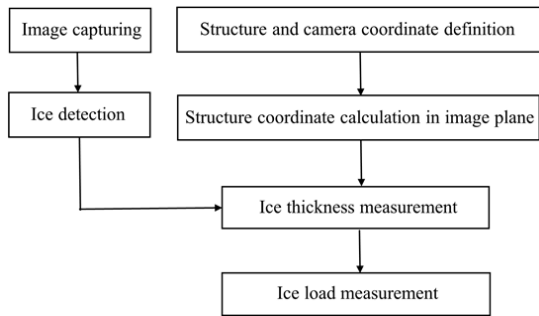 Image capturing
Structure and camera coordinate definition
Ice detection
Structure coordinate calculation in image plane
Ice thickness measurement
Ice load measurement